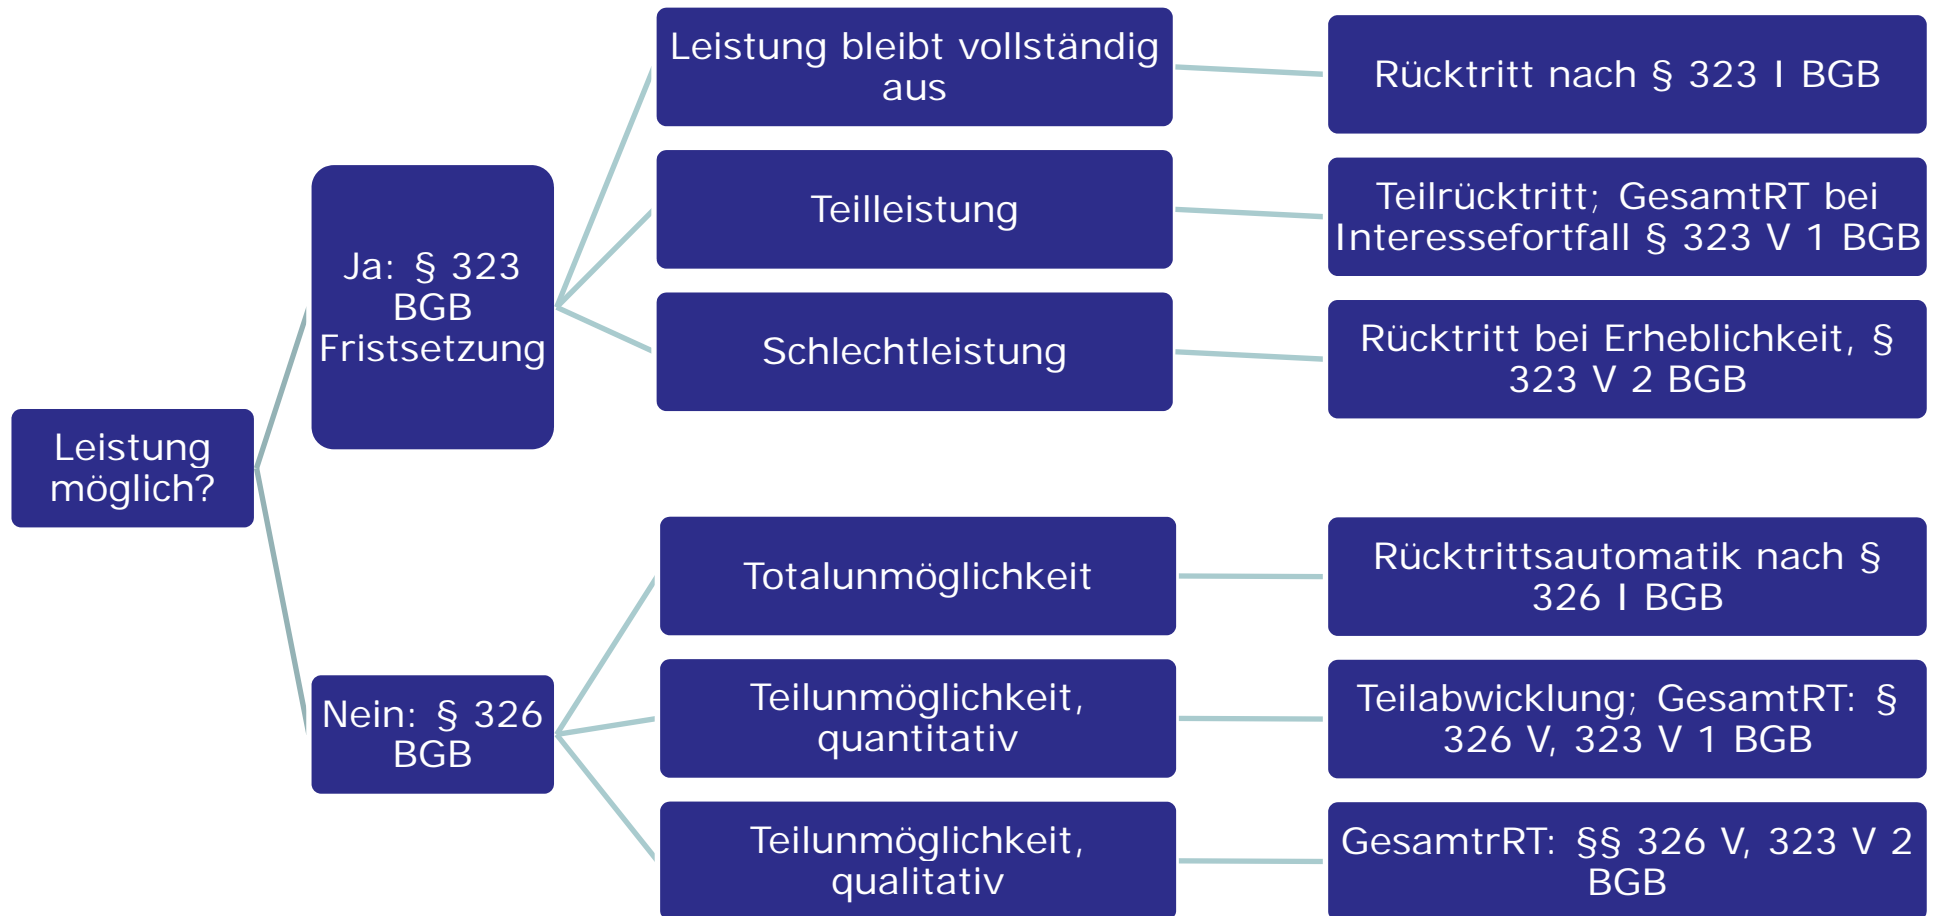 Leistung
möglich?
Ja: § 323
BGB
Fristsetzung
Leistung bleibt vollständig
aus
Rücktritt nach § 323 I BGB
Teilleistung
Teilrücktritt; GesamtRT bei
Interessefortfall § 323 V 1 BGB
Schlechtleistung
Rücktritt bei Erheblichkeit, §
323 V 2 BGB
Nein: § 326
BGB
Totalunmöglichkeit
Rücktrittsautomatik nach §
326 I BGB
Teilunmöglichkeit,
quantitativ
Teilabwicklung; GesamtRT: §
326 V, 323 V 1 BGB
Teilunmöglichkeit,
qualitativ
GesamtrRT: §§ 326 V, 323 V 2
BGB